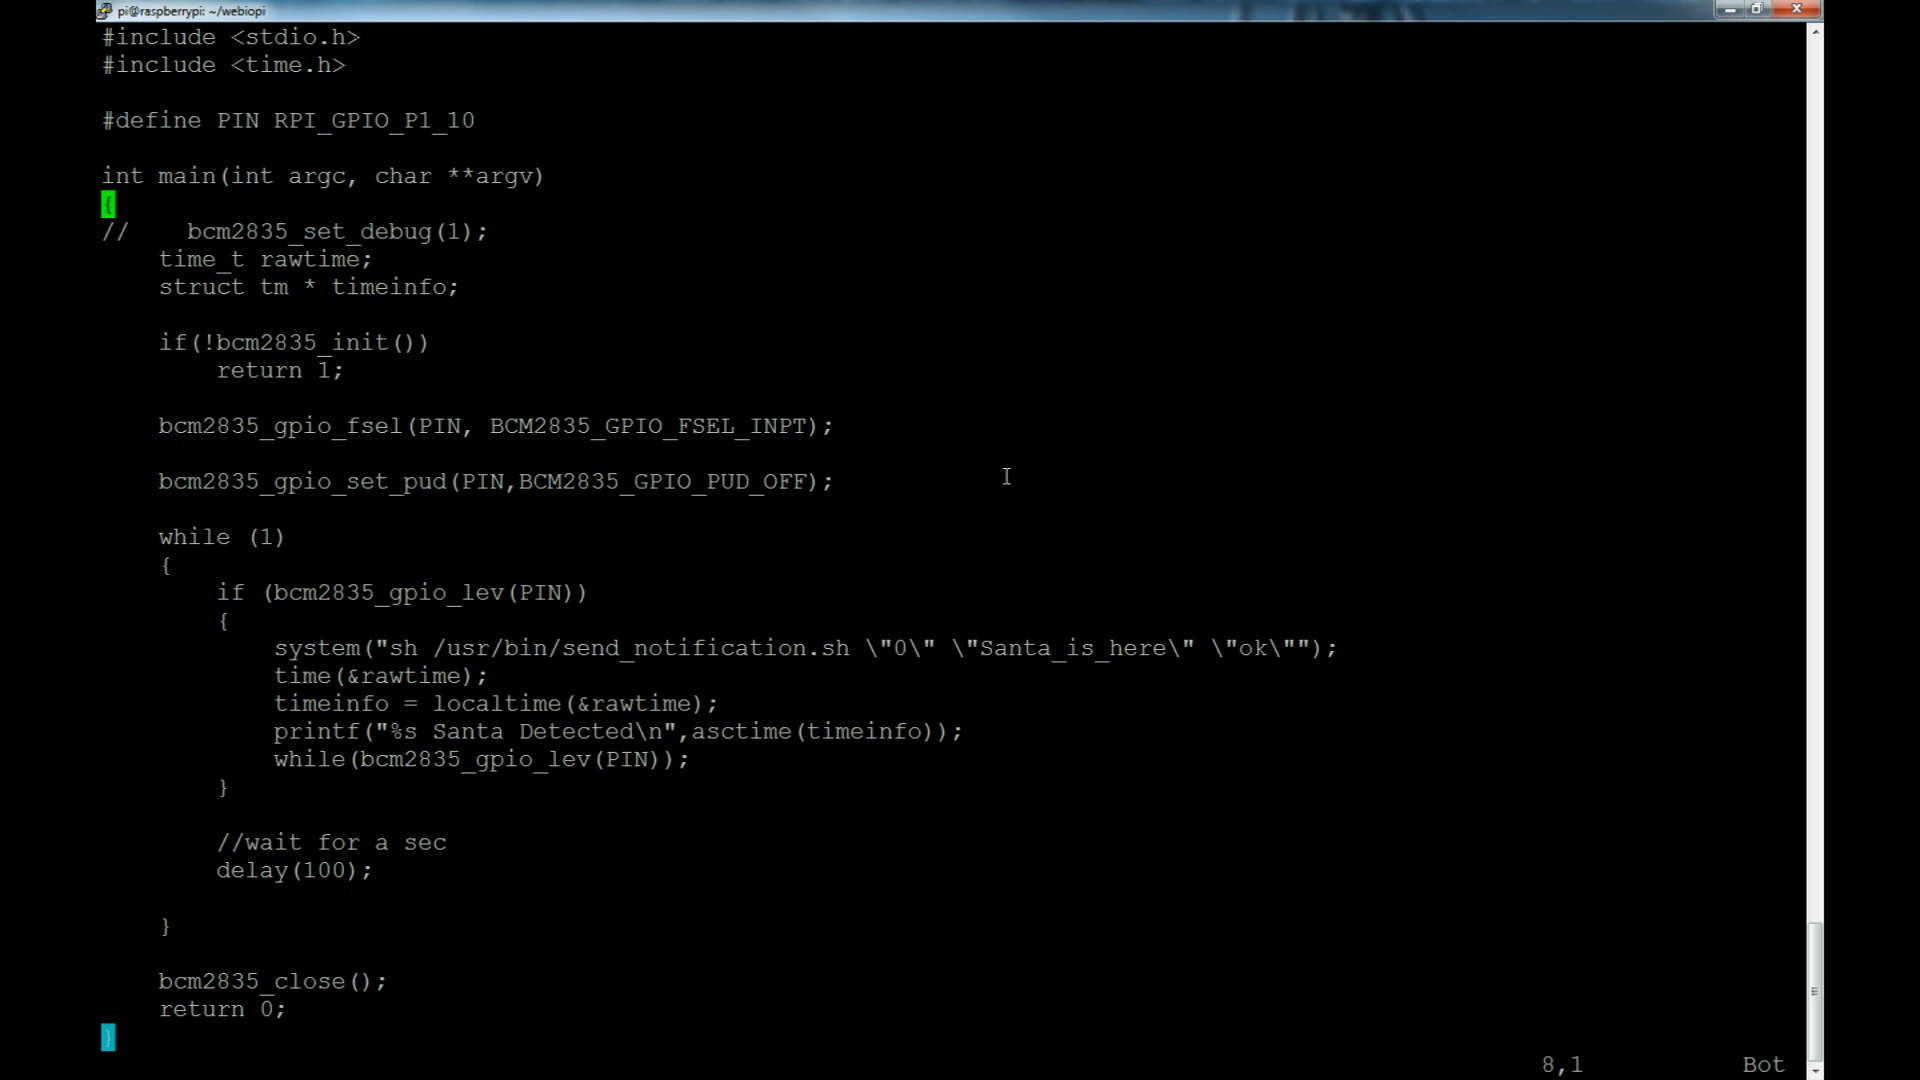 pi@raspberrypi: ~/webiopi
#include <stdio.h>
#include <time.h>
#define PIN RPI_GPIO_P1_10
int main(int argc, char **argv)
{
//    bcm2835_set_debug(1);
    time_t rawtime;
    struct tm * timeinfo;
    if(!bcm2835_init())
        return 1;
    bcm2835_gpio_fsel(PIN, BCM2835_GPIO_FSEL_INPT);
    bcm2835_gpio_set_pud(PIN,BCM2835_GPIO_PUD_OFF);
    while (1)
    {
        if (bcm2835_gpio_lev(PIN))
        {
            system("sh /usr/bin/send_notification.sh \"0\" \"Santa_is_here\" \"ok\"");
            time(&rawtime);
            timeinfo = localtime(&rawtime);
            printf("%s Santa Detected\n",asctime(timeinfo));
            while(bcm2835_gpio_lev(PIN));
        }
        //wait for a sec
        delay(100);
    }
    bcm2835_close();
    return 0;
}
8,1 Bot